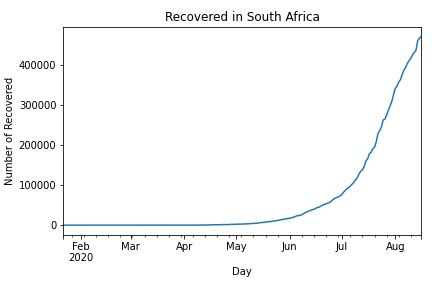 Recovered in South Africa
Number of Recovered
400000
300000
200000
100000
0
Feb Mar Apr May Jun Jul Aug
2020
Day